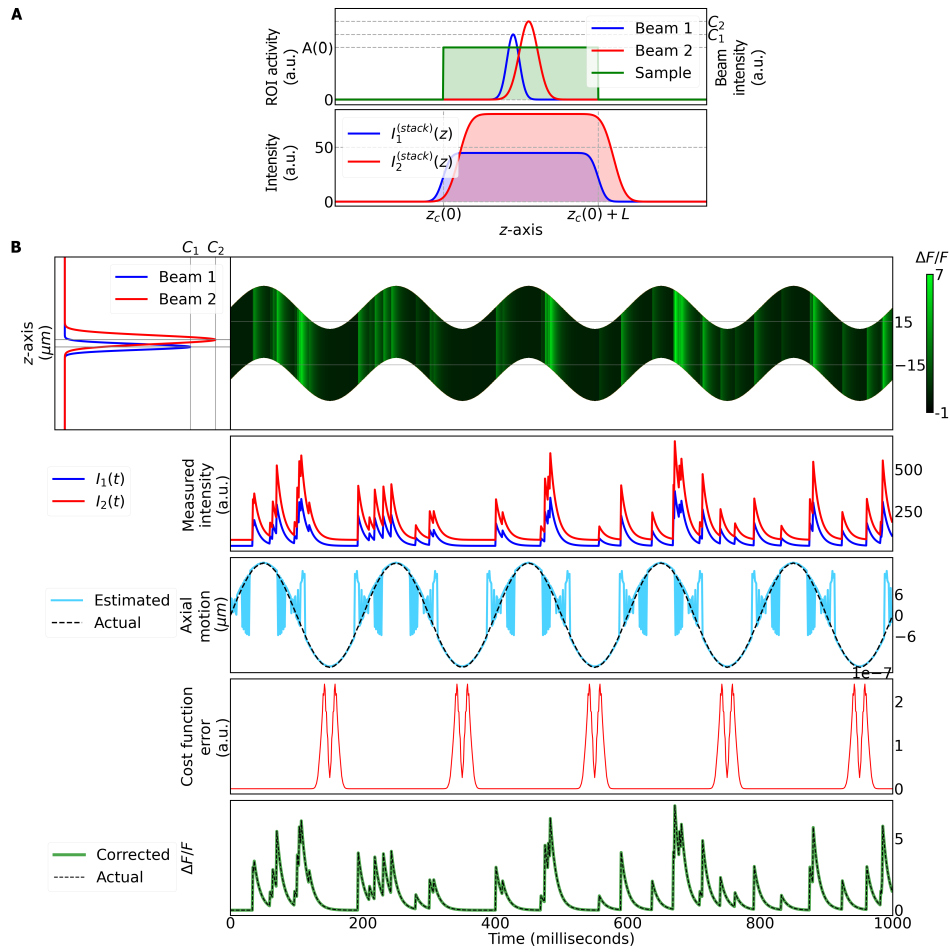 A
ROI activity
(a.u.)
A(0)
0
C₂
C₁
Beam
intensity
(a.u.)
Beam 1
Beam 2
Sample
Intensity
(a.u.)
50
0
I₁^(stack)(z)
I₂^(stack)(z)
z_c(0)
z_c(0) + L
z-axis
B
C₁ C₂
Beam 1
Beam 2
z-axis
(μm)
15
−15
ΔF/F
7
-1
I₁(t)
I₂(t)
Measured
intensity
(a.u.)
500
250
Estimated
Actual
Axial
motion
(μm)
6
0
−6
1e−7
Cost function
error
(a.u.)
2
1
0
Corrected
Actual
ΔF/F
5
0
0 200 400 600 800 1000
Time (milliseconds)